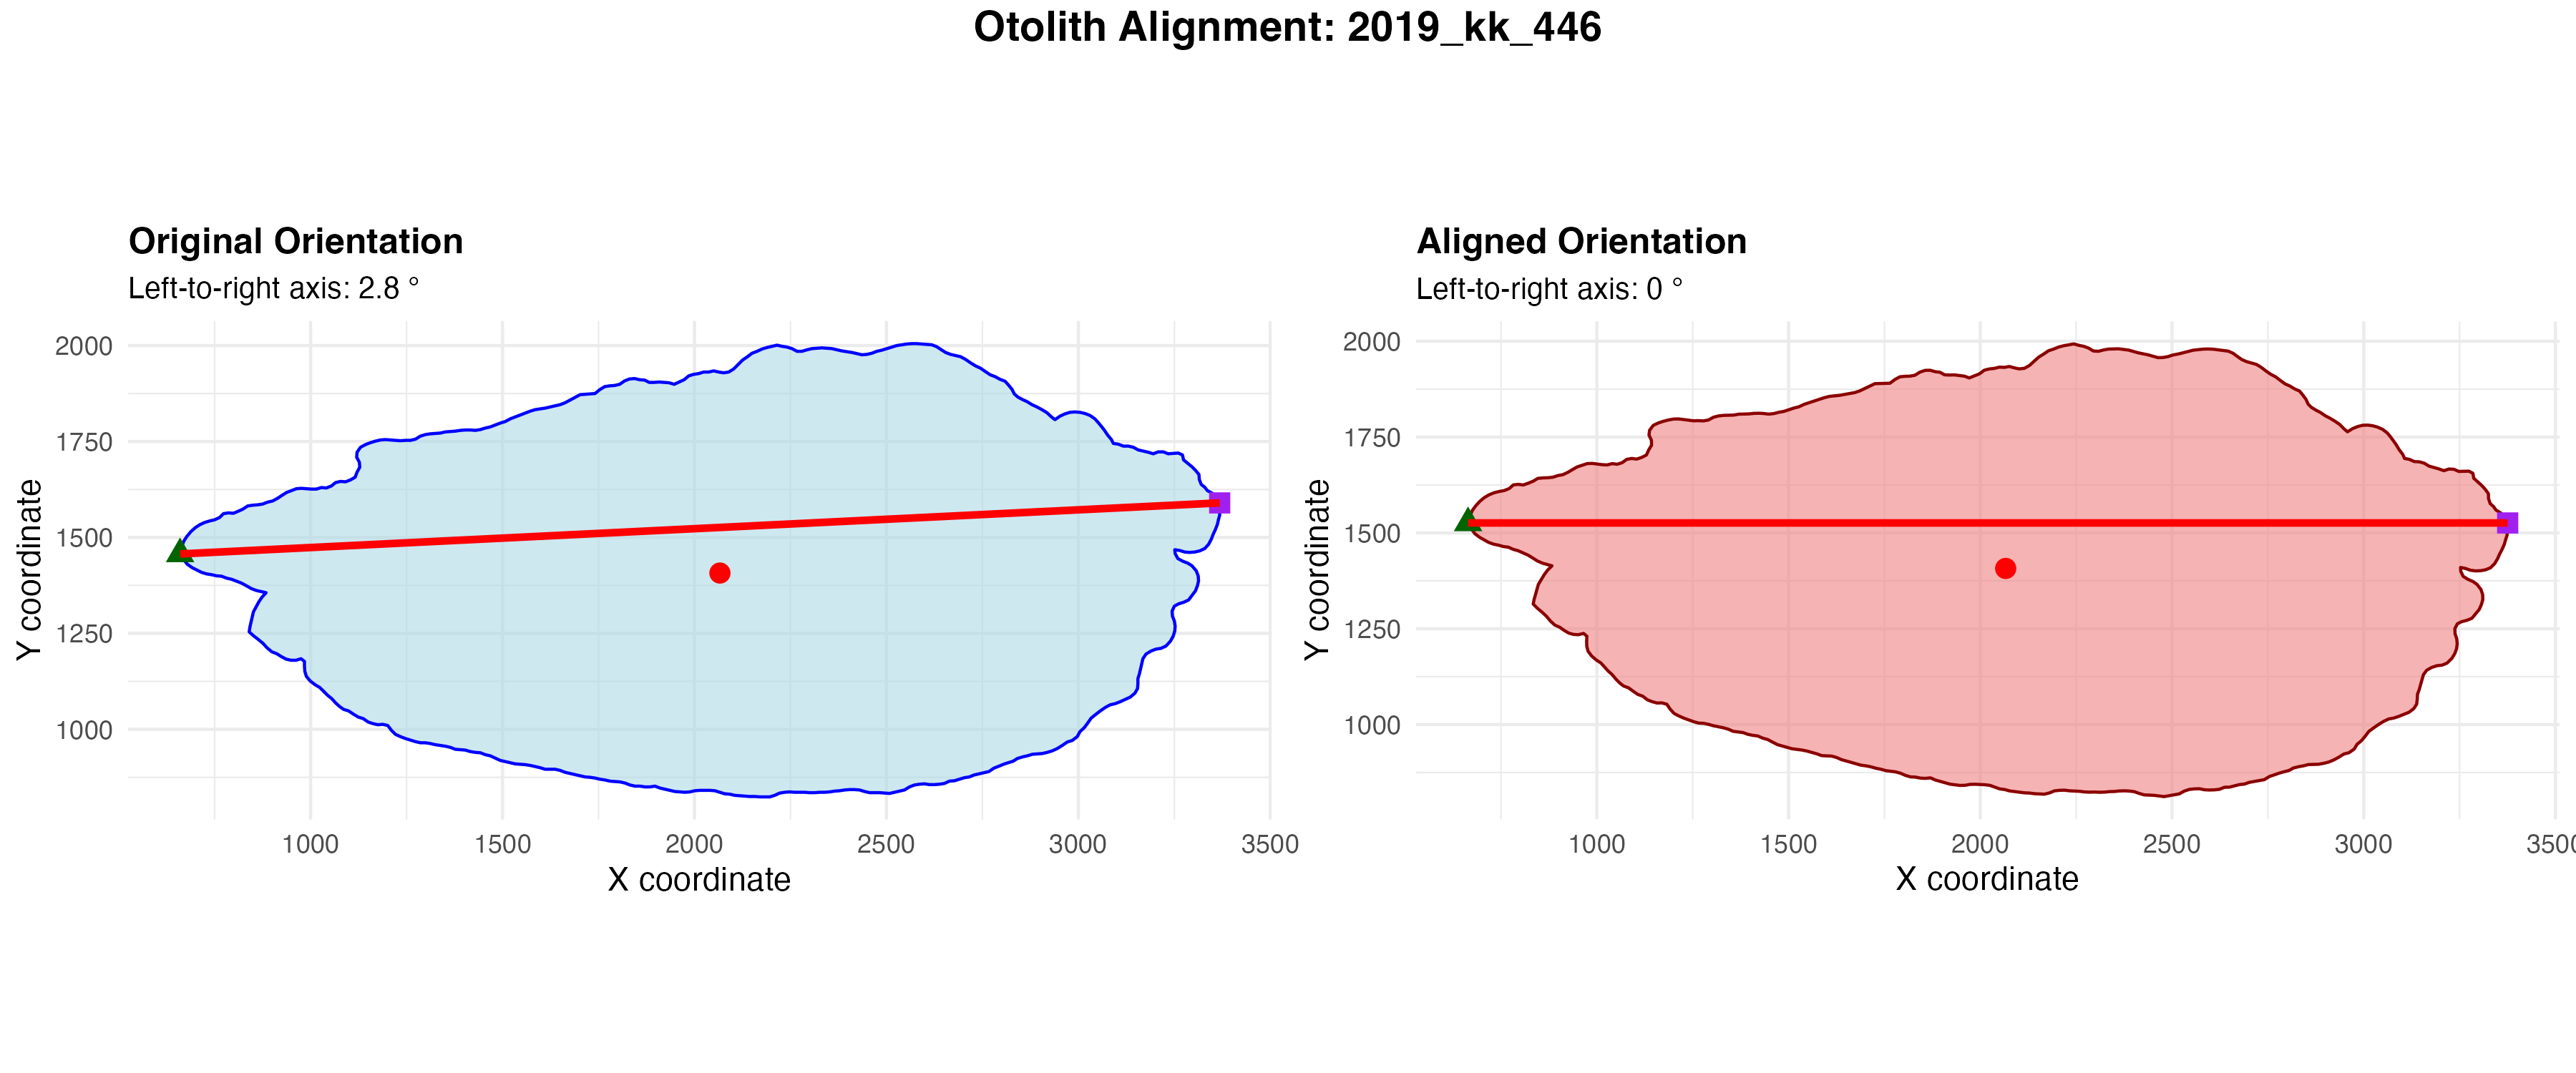 Otolith Alignment: 2019_kk_446
Original Orientation
Left-to-right axis: 2.8 °
2000
1750
1500
1250
1000
Y coordinate
1000 1500 2000 2500 3000 3500
X coordinate
Aligned Orientation
Left-to-right axis: 0 °
2000
1750
1500
1250
1000
Y coordinate
1000 1500 2000 2500 3000 3500
X coordinate